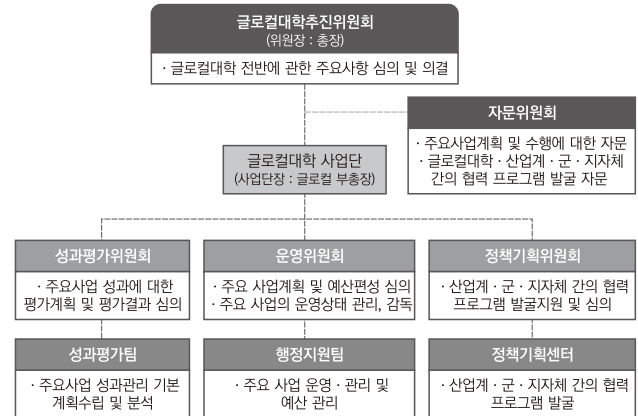 글로컬대학추진위원회
(위원장 : 총장)
· 글로컬대학 전반에 관한 주요사항 심의 및 의결
자문위원회
· 주요사업계획 및 수행에 대한 자문
· 글로컬대학 · 산업계 · 군 · 지자체
간의 협력 프로그램 발굴 자문
글로컬대학 사업단
(사업단장 : 글로컬 부총장)
성과평가위원회
· 주요사업 성과에 대한
평가계획 및 평가결과 심의
운영위원회
· 주요 사업계획 및 예산편성 심의
· 주요 사업의 운영상태 관리, 감독
정책기획위원회
· 산업계 · 군 · 지자체 간의 협력
프로그램 발굴지원 및 심의
성과평가팀
· 주요사업 성과관리 기본
계획수립 및 분석
행정지원팀
· 주요 사업 운영 · 관리 및
예산 관리
정책기획센터
· 산업계 · 군 · 지자체 간의 협력
프로그램 발굴